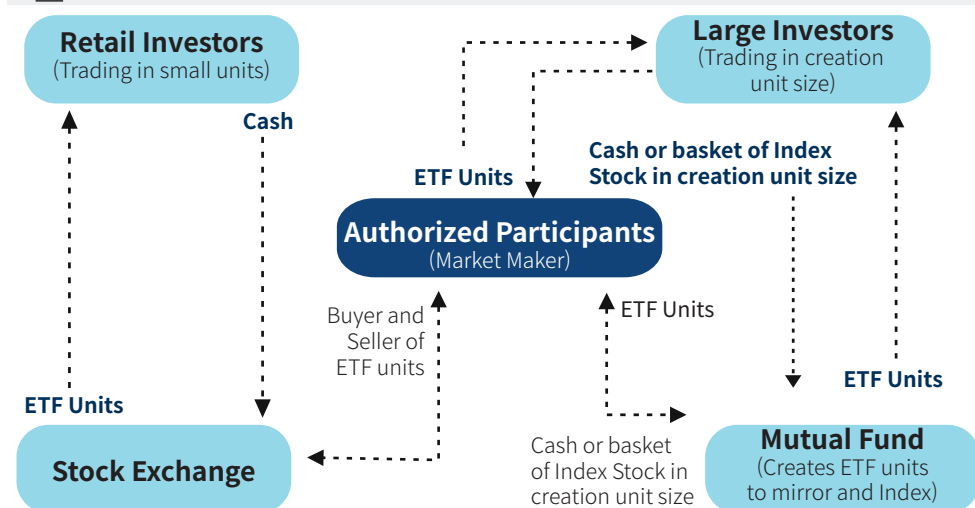 Retail Investors
(Trading in small units)
Large Investors
(Trading in creation
unit size)
Cash
Cash or basket of Index
Stock in creation unit size
ETF Units
Authorized Participants
(Market Maker)
Buyer and
Seller of
ETF units
ETF Units
ETF Units
ETF Units
Stock Exchange
Cash or basket
of Index Stock in
creation unit size
Mutual Fund
(Creates ETF units
to mirror and Index)